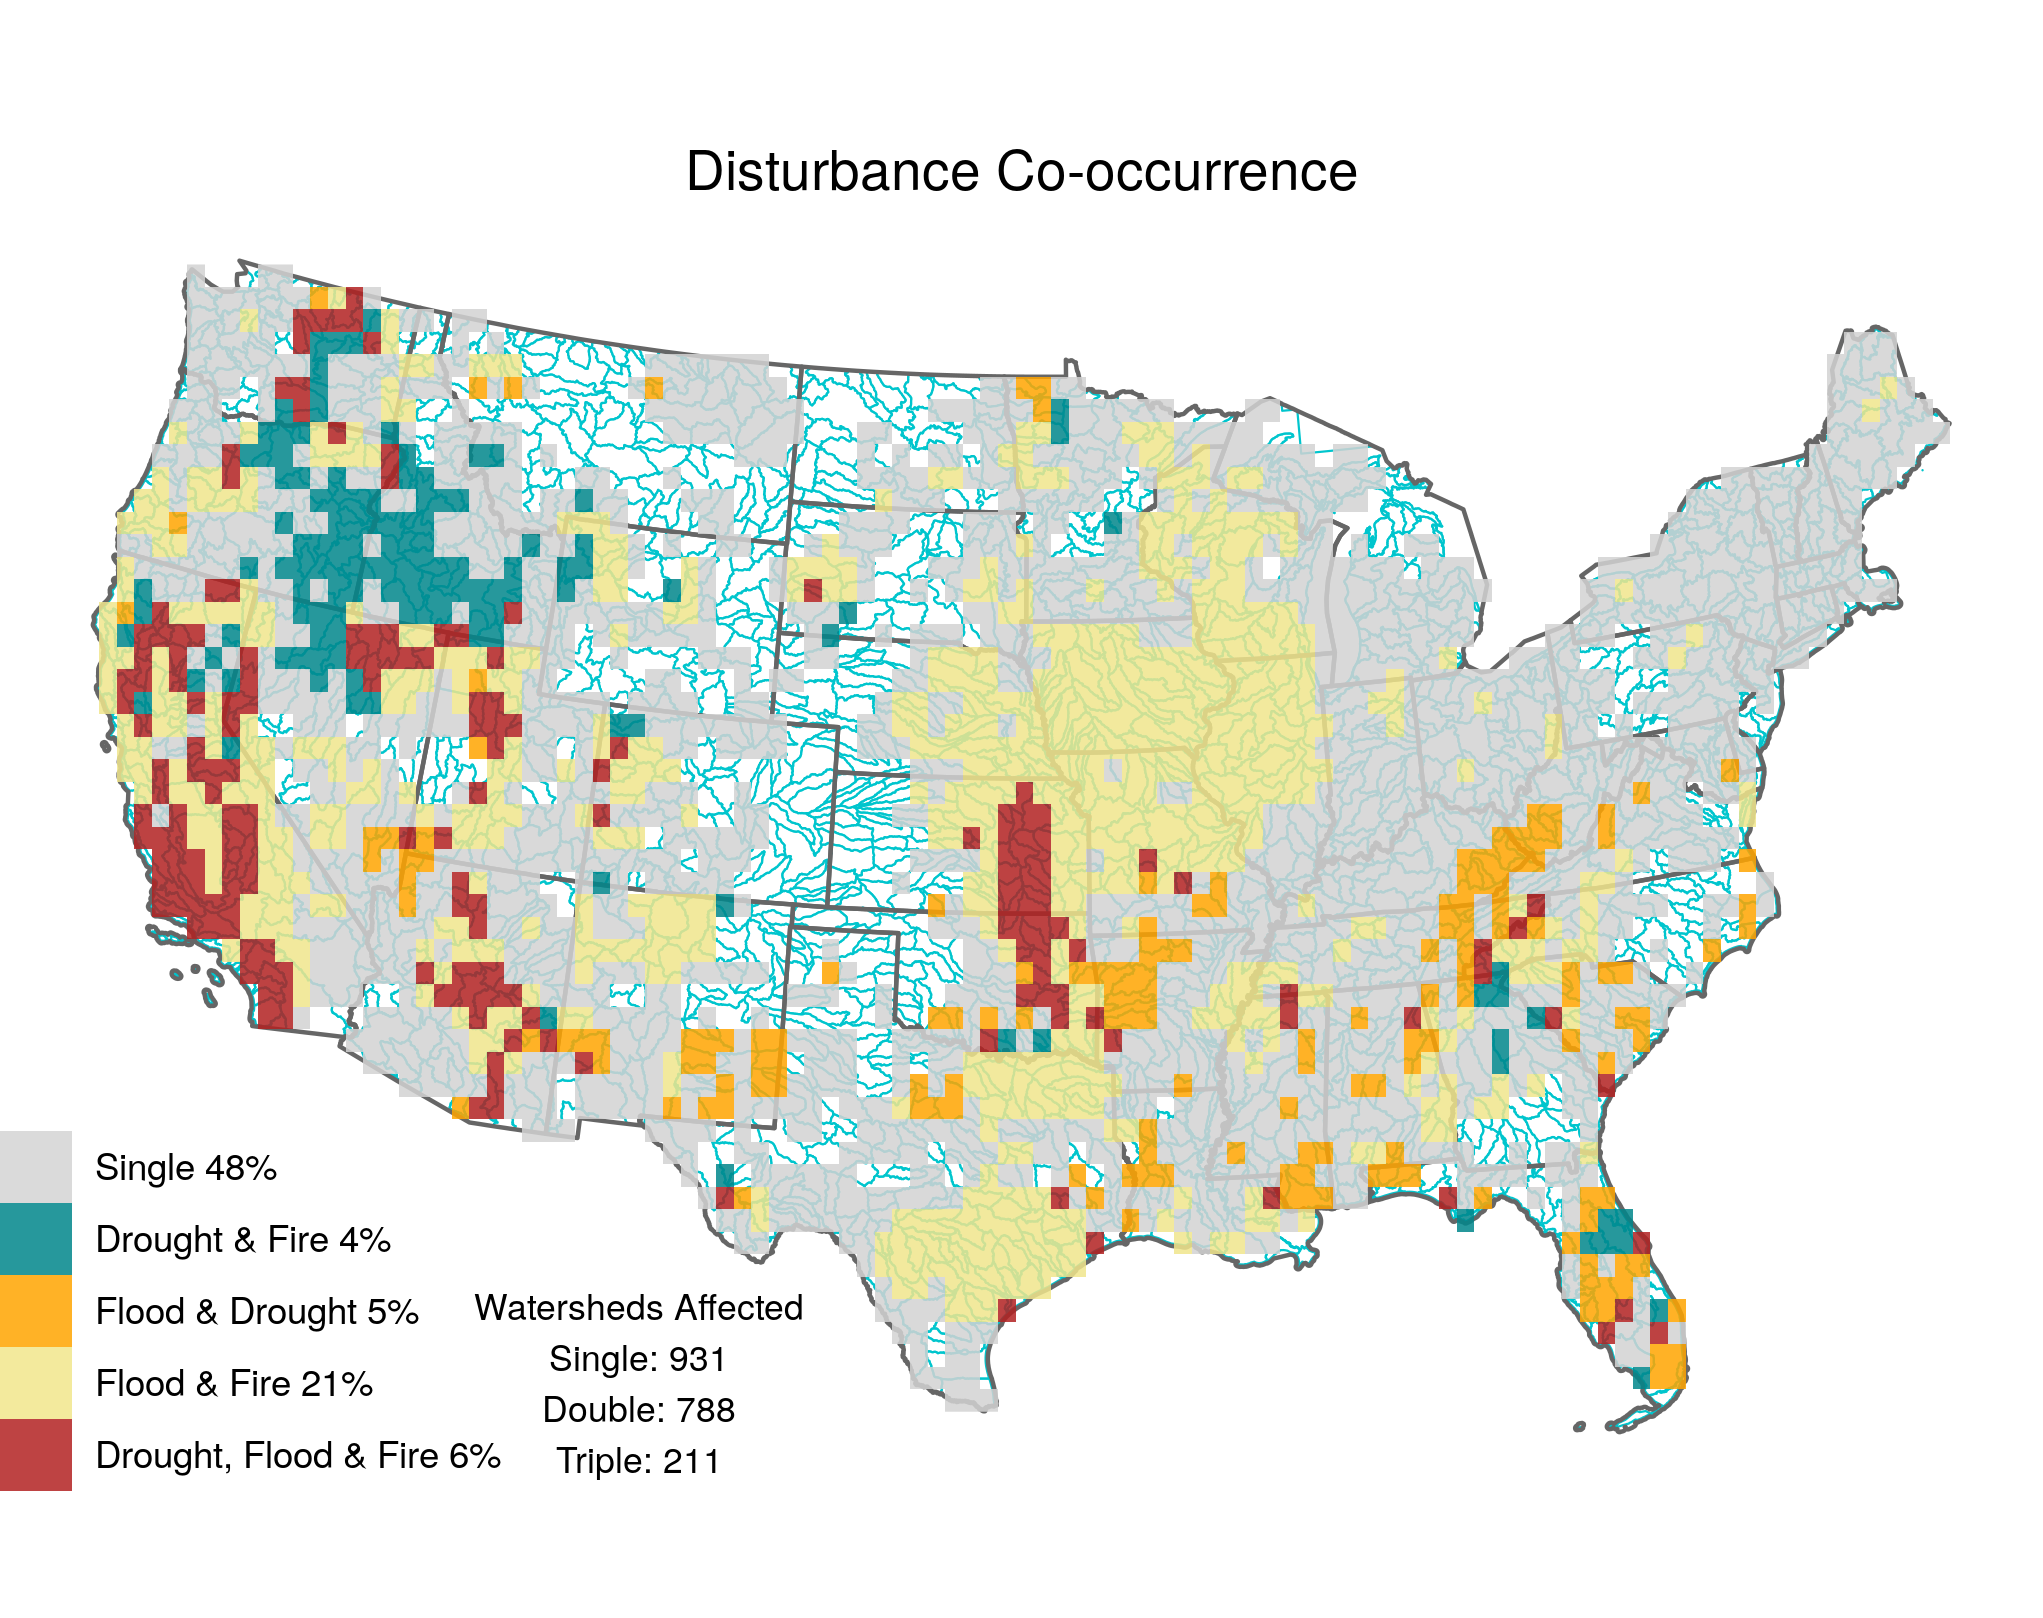 Disturbance Co-occurrence
Single 48%
Drought & Fire 4%
Flood & Drought 5%
Flood & Fire 21%
Drought, Flood & Fire 6%
Watersheds Affected
Single: 931
Double: 788
Triple: 211